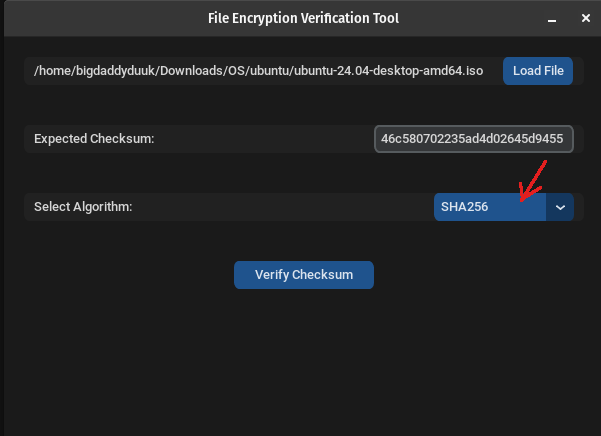 File Encryption Verification Tool
/home/bigdaddyduuk/Downloads/OS/ubuntu/ubuntu-24.04-desktop-amd64.iso Load File
Expected Checksum: 46c580702235ad4d02645d9455
Select Algorithm: SHA256
Verify Checksum